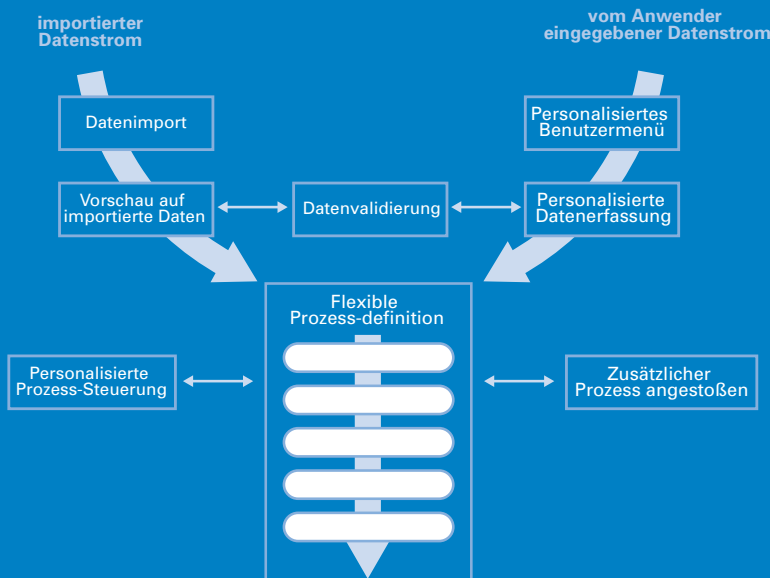 importierter
Datenstrom
vom Anwender
eingegebener Datenstrom
Datenimport
Personalisiertes
Benutzermenü
Vorschau auf
importierte Daten
Datenvalidierung
Personalisierte
Datenerfassung
Flexible
Prozess-definition
Personalisierte
Prozess-Steuerung
Zusätzlicher
Prozess angestoßen